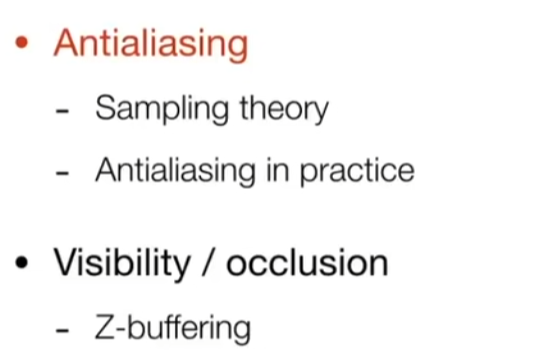 • Antialiasing
- Sampling theory
- Antialiasing in practice
• Visibility / occlusion
- Z-buffering